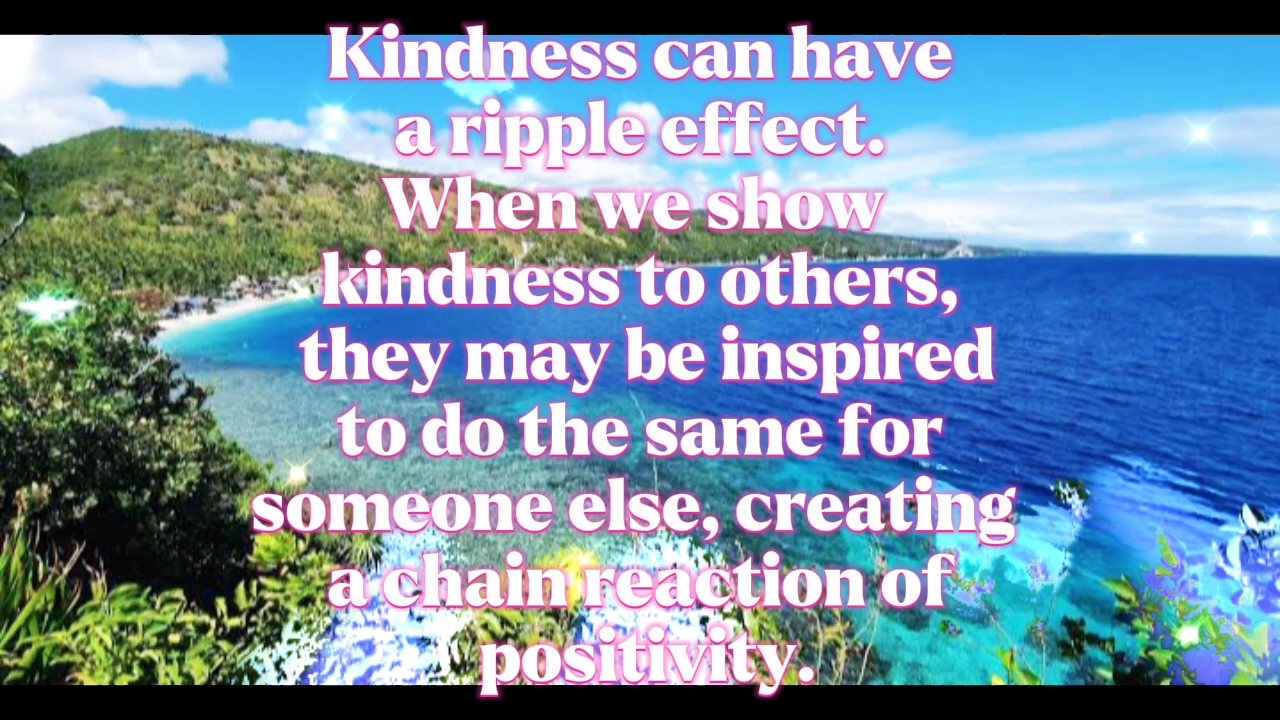 Kindness can have
a ripple effect.
When we show
kindness to others,
they may be inspired
to do the same for
someone else, creating
a chain reaction of
positivity.